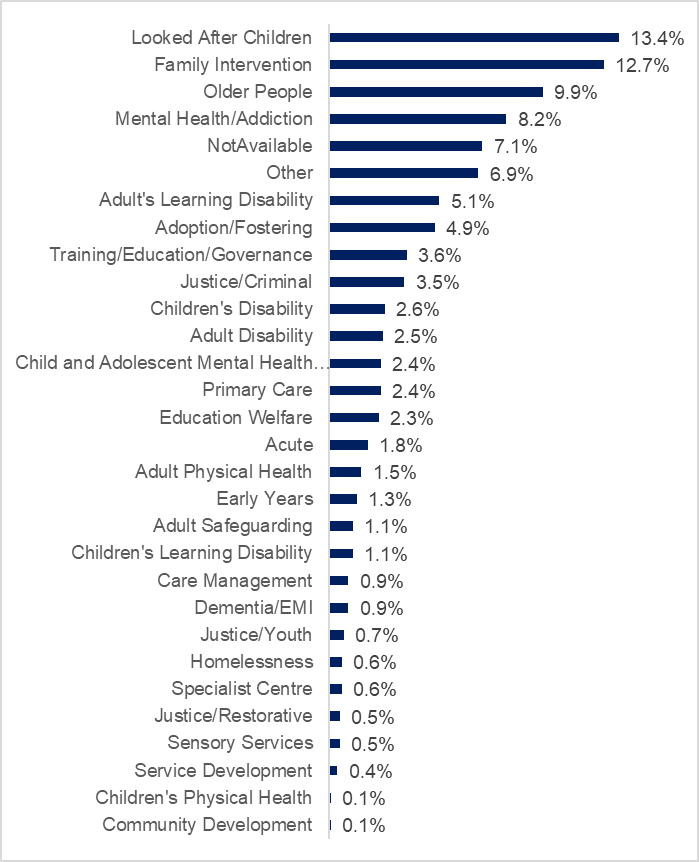 Looked After Children 13.4%
Family Intervention 12.7%
Older People 9.9%
Mental Health/Addiction 8.2%
NotAvailable 7.1%
Other 6.9%
Adult's Learning Disability 5.1%
Adoption/Fostering 4.9%
Training/Education/Governance 3.6%
Justice/Criminal 3.5%
Children's Disability 2.6%
Adult Disability 2.5%
Child and Adolescent Mental Health... 2.4%
Primary Care 2.4%
Education Welfare 2.3%
Acute 1.8%
Adult Physical Health 1.5%
Early Years 1.3%
Adult Safeguarding 1.1%
Children's Learning Disability 1.1%
Care Management 0.9%
Dementia/EMI 0.9%
Justice/Youth 0.7%
Homelessness 0.6%
Specialist Centre 0.6%
Justice/Restorative 0.5%
Sensory Services 0.5%
Service Development 0.4%
Children's Physical Health 0.1%
Community Development 0.1%